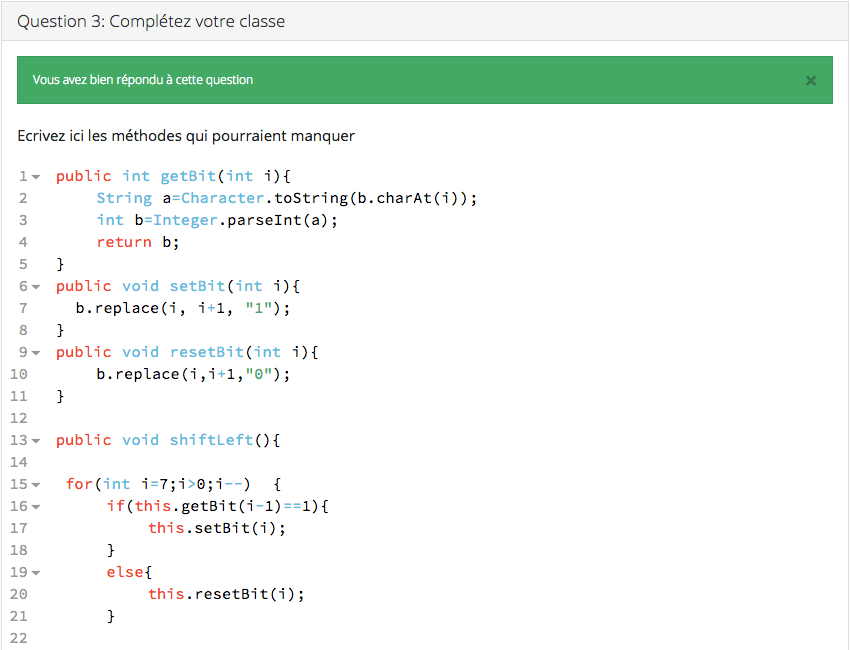 Question 3: Complétez votre classe
Vous avez bien répondu à cette question ×
Ecrivez ici les méthodes qui pourraient manquer
1 public int getBit(int i){
2 String a=Character.toString(b.charAt(i));
3 int b=Integer.parseInt(a);
4 return b;
5 }
6 public void setBit(int i){
7 b.replace(i, i+1, "1");
8 }
9 public void resetBit(int i){
10 b.replace(i,i+1,"0");
11 }
12
13 public void shiftLeft(){
14
15 for(int i=7;i>0;i--) {
16 if(this.getBit(i-1)==1){
17 this.setBit(i);
18 }
19 else{
20 this.resetBit(i);
21 }
22